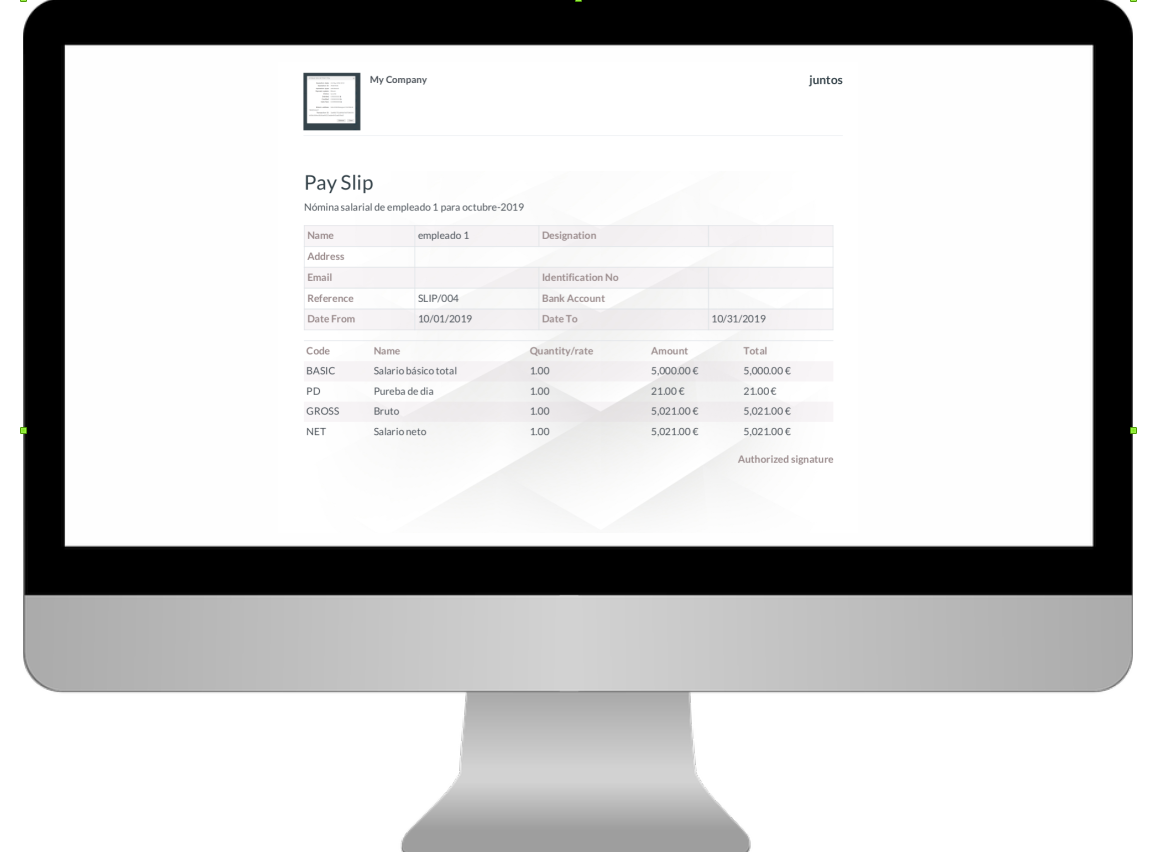 My Company
juntos
Pay Slip
Nómina salarial de empleado 1 para octubre-2019
Name empleado 1 Designation
Address
Email Identification No
Reference SLIP/004 Bank Account
Date From 10/01/2019 Date To 10/31/2019
Code Name Quantity/rate Amount Total
BASIC Salario básico total 1.00 5,000.00 € 5,000.00 €
PD Pureba de dia 1.00 21.00 € 21.00 €
GROSS Bruto 1.00 5,021.00 € 5,021.00 €
NET Salario neto 1.00 5,021.00 € 5,021.00 €
Authorized signature